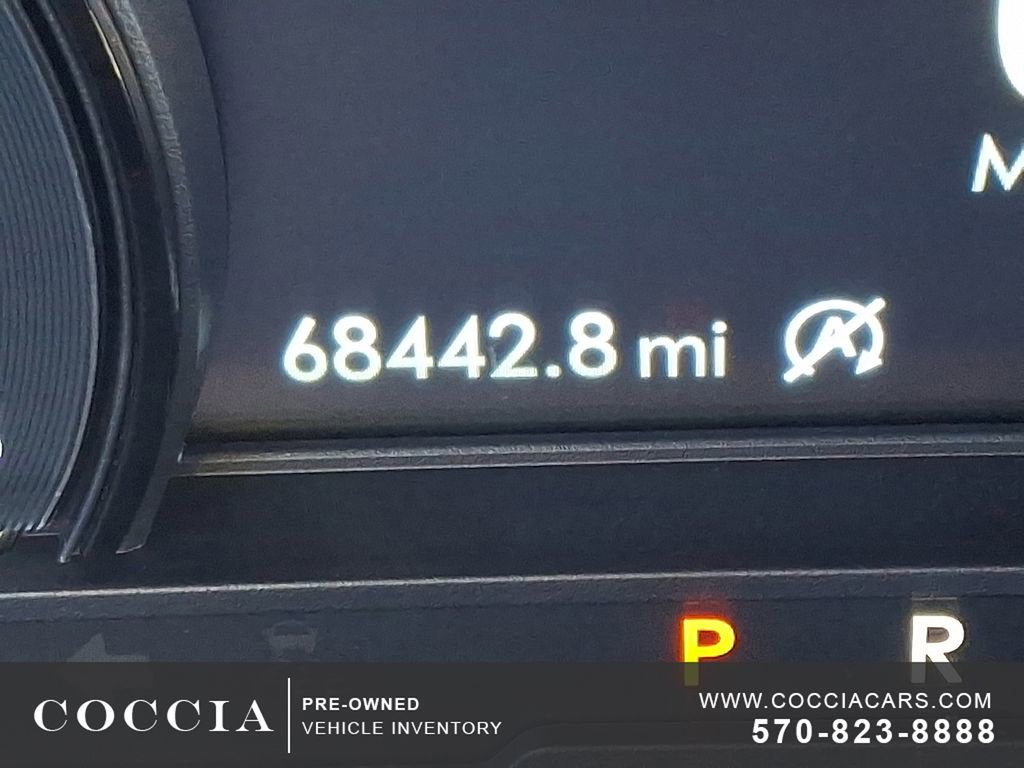 M
68442.8 mi
P R
COCCIA
PRE-OWNED
VEHICLE INVENTORY
WWW.COCCIACARS.COM
570-823-8888